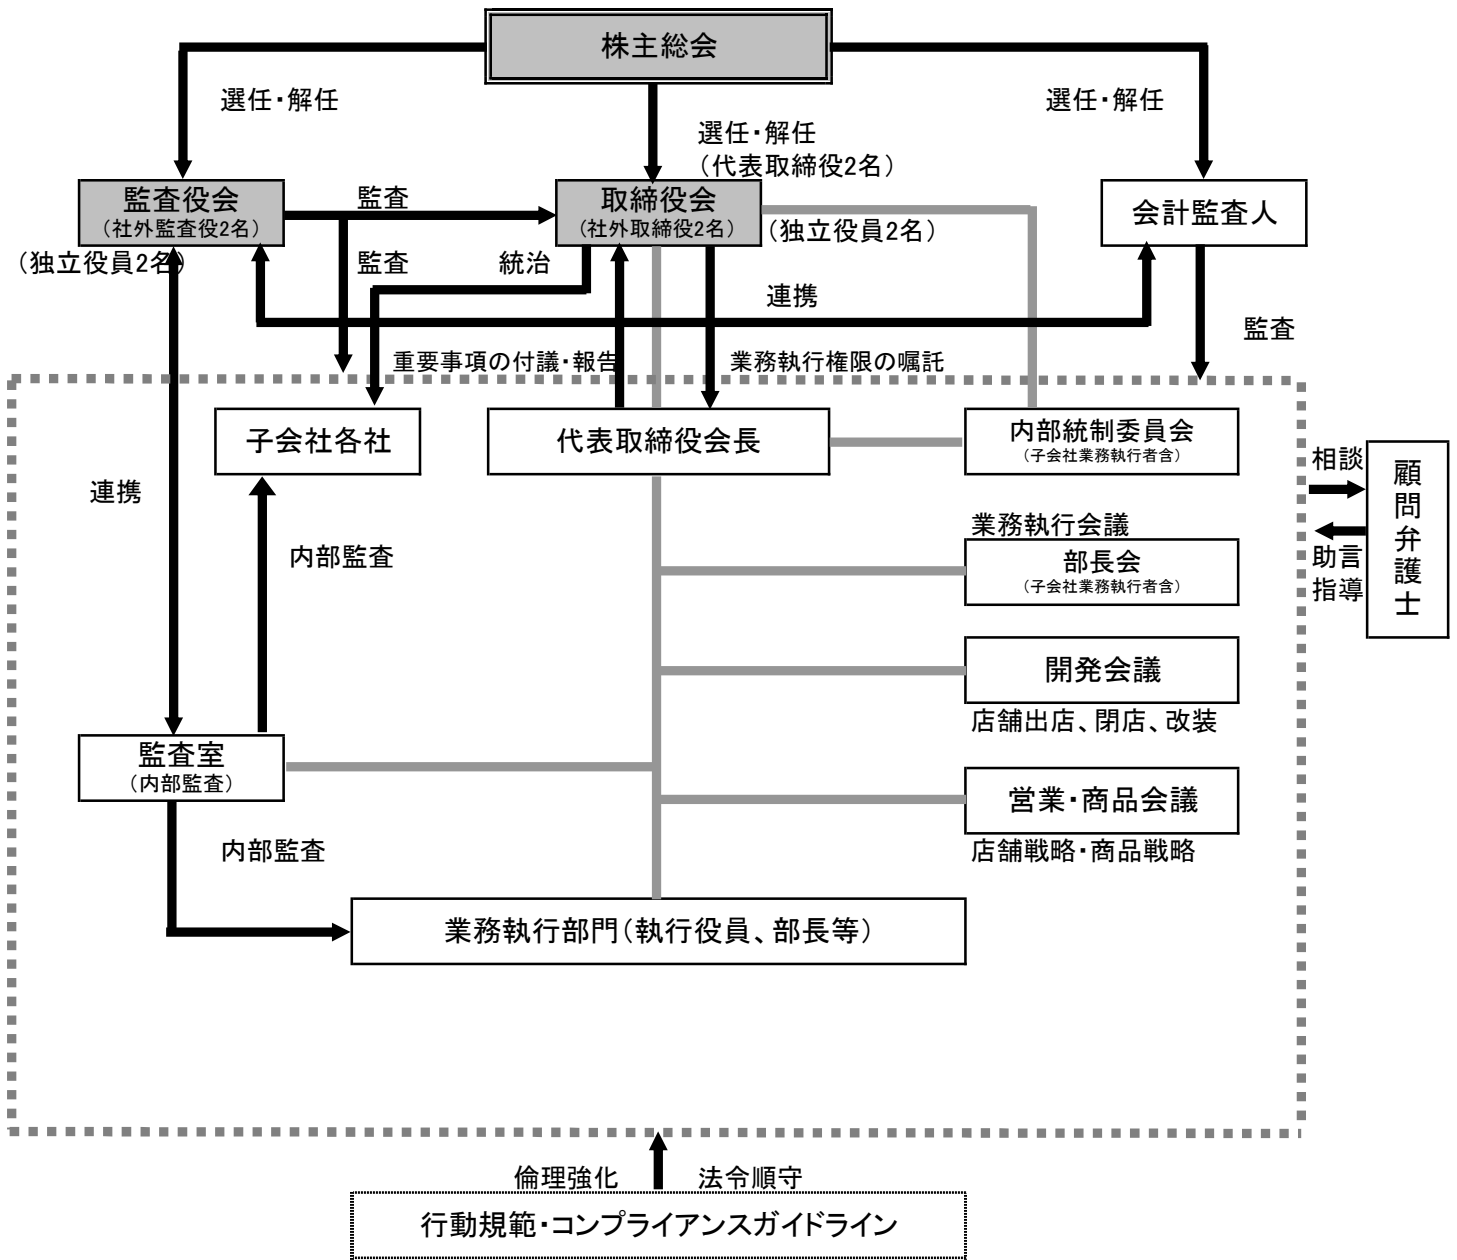 株主総会
選任・解任
選任・解任
選任・解任
（代表取締役2名）
監査役会
（社外監査役2名）
（独立役員2名）
監査
取締役会
（社外取締役2名）
（独立役員2名）
会計監査人
監査
統治
連携
監査
重要事項の付議・報告
業務執行権限の嘱託
子会社各社
代表取締役会長
内部統制委員会
（子会社業務執行者含）
相談
顧問弁護士
助言
指導
連携
内部監査
業務執行会議
部長会
（子会社業務執行者含）
開発会議
店舗出店、閉店、改装
監査室
（内部監査）
営業・商品会議
店舗戦略・商品戦略
内部監査
業務執行部門（執行役員、部長等）
倫理強化
法令順守
行動規範・コンプライアンスガイドライン